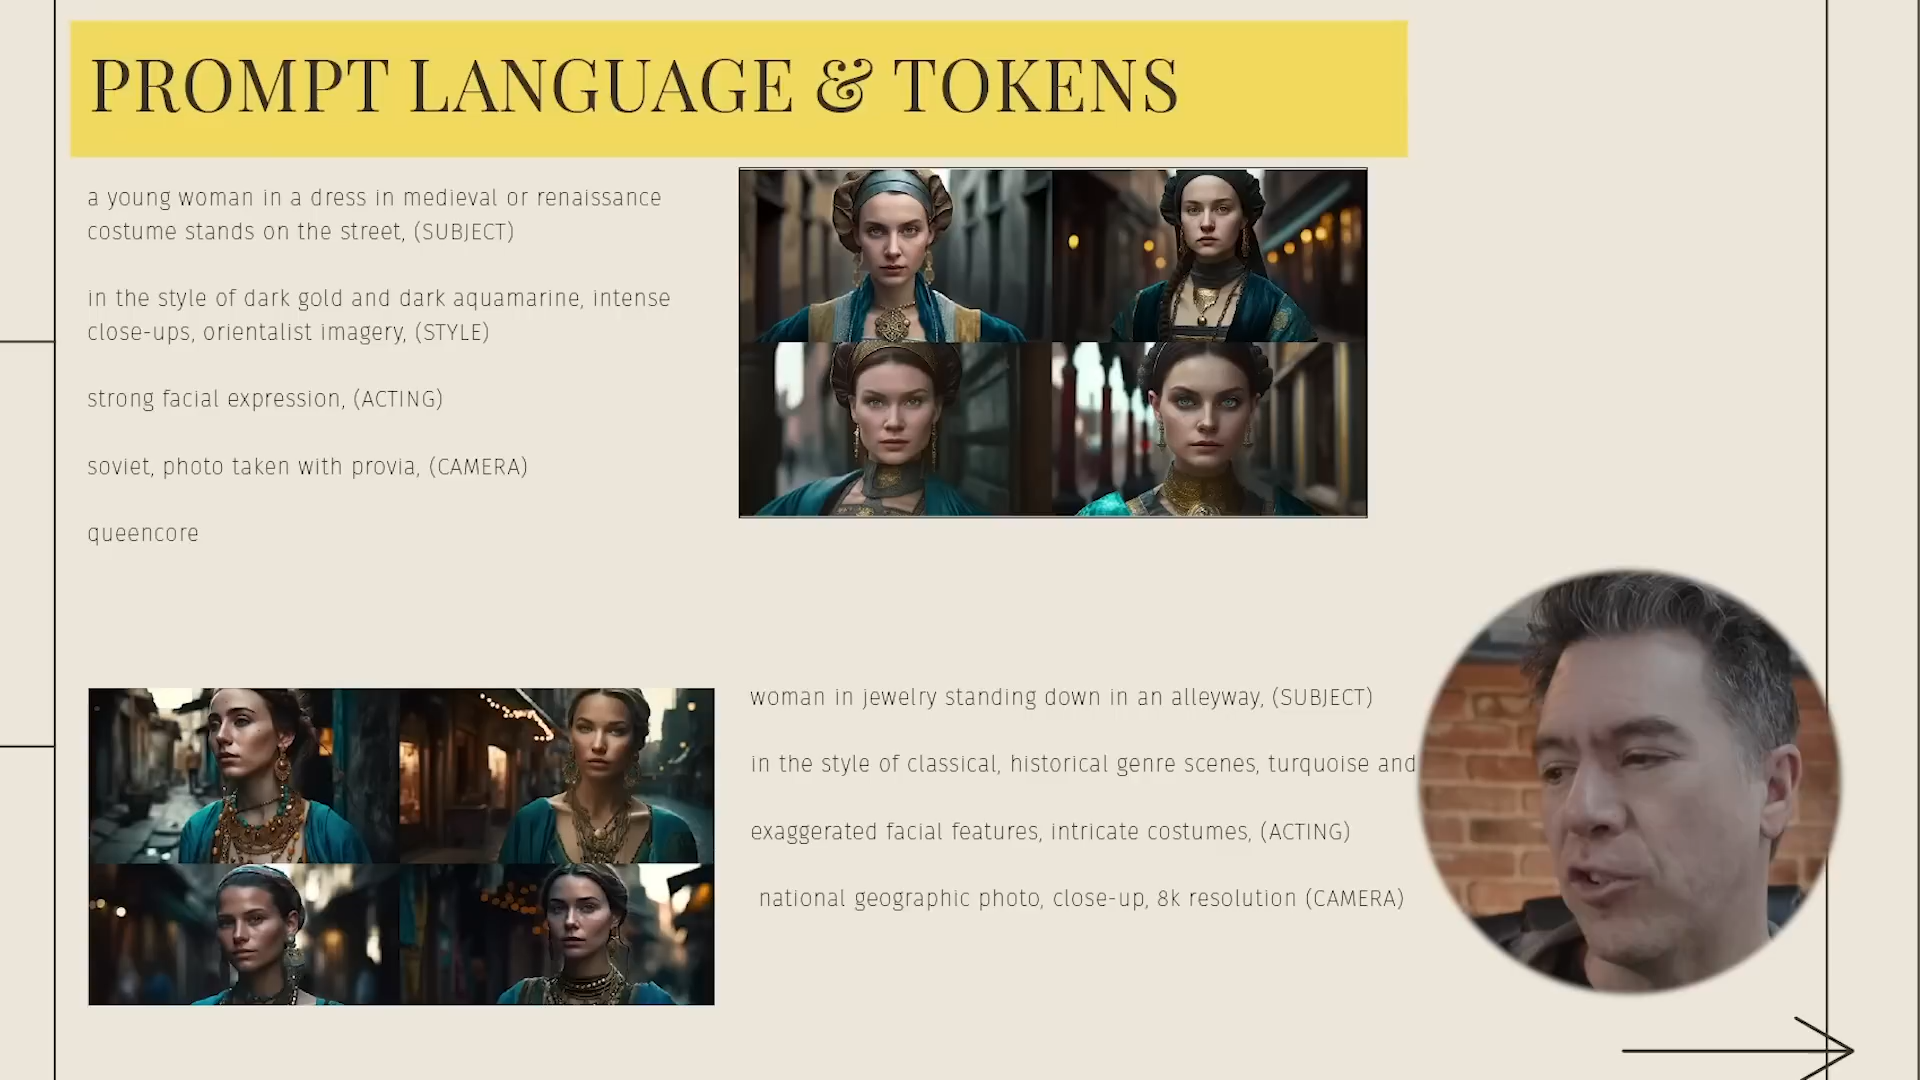 PROMPT LANGUAGE & TOKENS
a young woman in a dress in medieval or renaissance
costume stands on the street, (SUBJECT)
in the style of dark gold and dark aquamarine, intense
close-ups, orientalist imagery, (STYLE)
strong facial expression, (ACTING)
soviet, photo taken with provia, (CAMERA)
queencore
woman in jewelry standing down in an alleyway, (SUBJECT)
in the style of classical, historical genre scenes, turquoise and
exaggerated facial features, intricate costumes, (ACTING)
national geographic photo, close-up, 8k resolution (CAMERA)